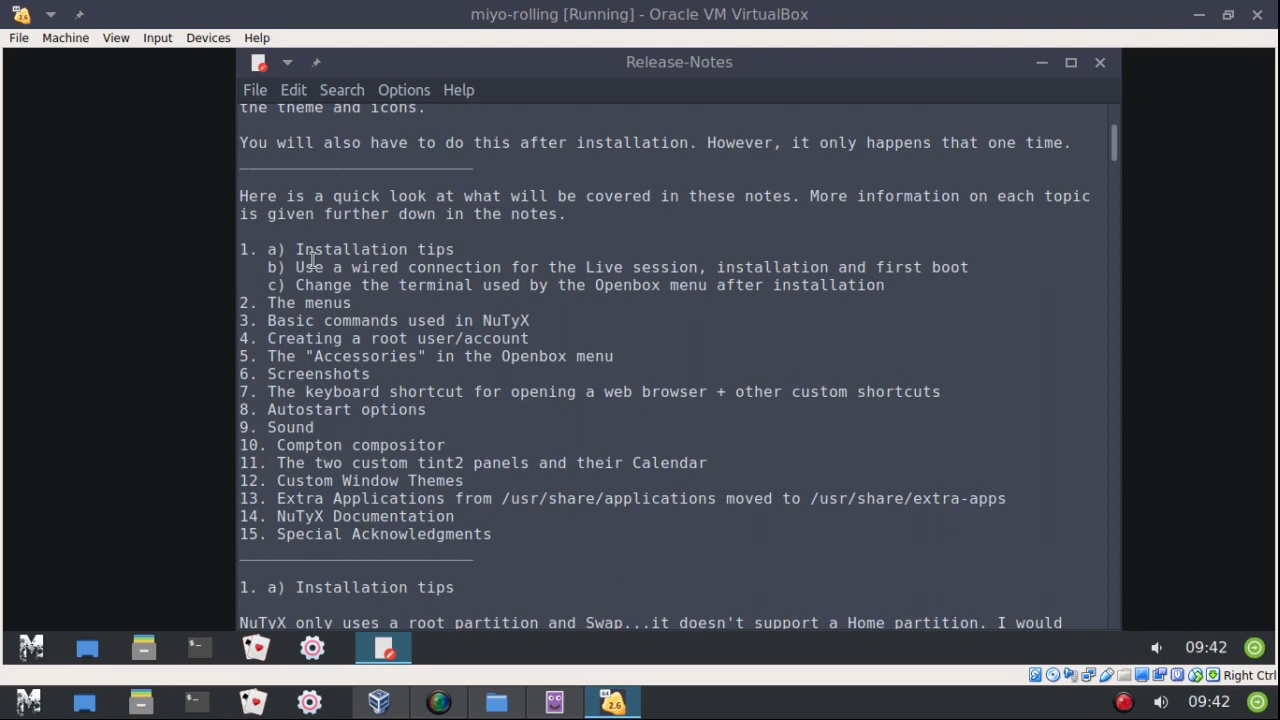 miyo-rolling [Running] - Oracle VM VirtualBox
File Machine View Input Devices Help
Release-Notes
File Edit Search Options Help
the theme and icons.
You will also have to do this after installation. However, it only happens that one time.
_________________________
Here is a quick look at what will be covered in these notes. More information on each topic
is given further down in the notes.
1. a) Installation tips
b) Use a wired connection for the Live session, installation and first boot
c) Change the terminal used by the Openbox menu after installation
2. The menus
3. Basic commands used in NuTyX
4. Creating a root user/account
5. The "Accessories" in the Openbox menu
6. Screenshots
7. The keyboard shortcut for opening a web browser + other custom shortcuts
8. Autostart options
9. Sound
10. Compton compositor
11. The two custom tint2 panels and their Calendar
12. Custom Window Themes
13. Extra Applications from /usr/share/applications moved to /usr/share/extra-apps
14. NuTyX Documentation
15. Special Acknowledgments
_________________________
1. a) Installation tips
NuTyX only uses a root partition and Swap...it doesn't support a Home partition. I would
09:42
Right Ctrl
2.6
09:42